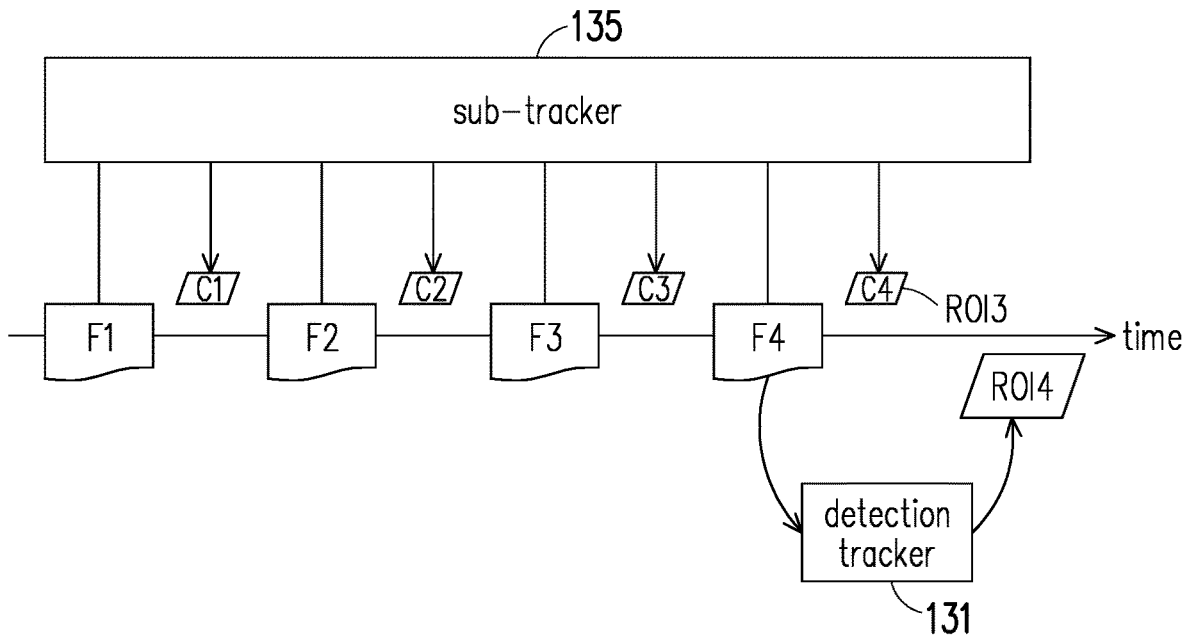 135
sub-tracker
C1
C2
C3
C4
ROI3
F1
F2
F3
F4
time
ROI4
detection
tracker
131